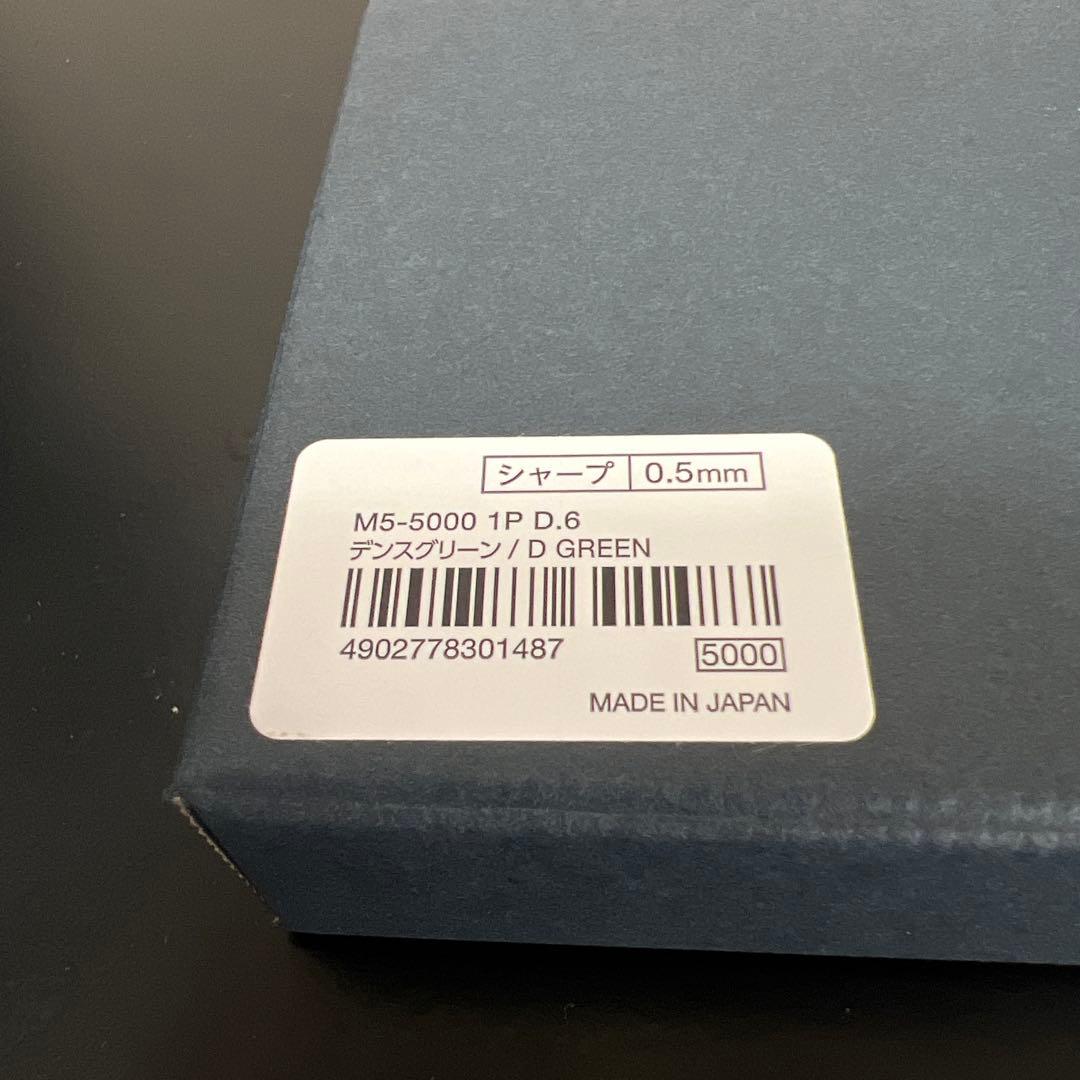 シャープ 0.5mm
M5-5000 1P D.6
デンスグリーン / D GREEN
4902778301487 5000
MADE IN JAPAN